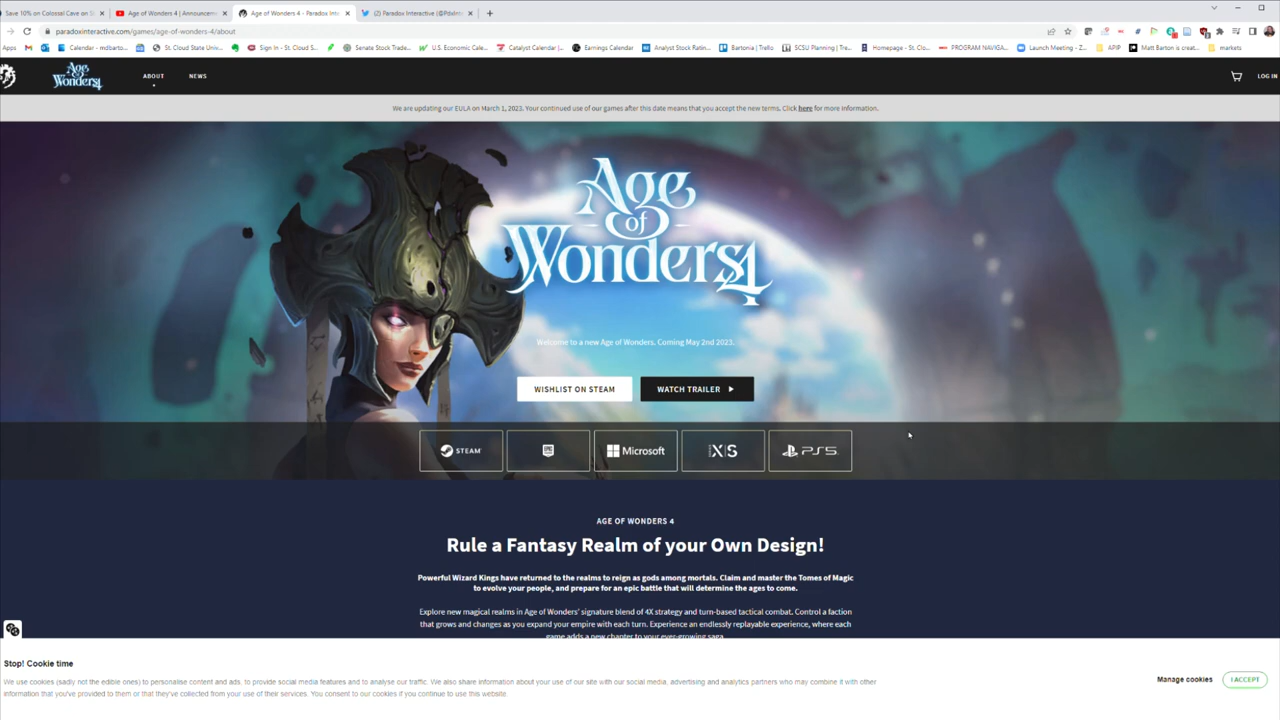 Save 10% on Colossal Cave on S
Age of Wonders 4 | Announcem
Age of Wonders 4 - Paradox Inte
(2) Paradox Interactive (@PdxInte
paradoxinteractive.com/games/age-of-wonders-4/about
Apps
Calendar - mdbarto...
St. Cloud State Univ...
Sign In - St. Cloud S...
Senate Stock Trade...
U.S. Economic Cale...
Catalyst Calendar |...
Earnings Calendar
Analyst Stock Ratin...
Bartonia | Trello
SCSU Planning | Tre...
Homepage - St. Clo...
PROGRAM NAVIGA...
Launch Meeting - Z...
APIP
Matt Barton is creat...
markets
Age of Wonders 4
ABOUT
NEWS
LOG IN
We are updating our EULA on March 1, 2023. Your continued use of our games after this date means that you accept the new terms. Click here for more information.
Age
of
Wonders 4
Welcome to a new Age of Wonders. Coming May 2nd 2023.
WISHLIST ON STEAM
WATCH TRAILER
STEAM
EPIC
Microsoft
X|S
PS5
AGE OF WONDERS 4
Rule a Fantasy Realm of your Own Design!
Powerful Wizard Kings have returned to the realms to reign as gods among mortals. Claim and master the Tomes of Magic
to evolve your people, and prepare for an epic battle that will determine the ages to come.
Explore new magical realms in Age of Wonders' signature blend of 4X strategy and turn-based tactical combat. Control a faction
that grows and changes as you expand your empire with each turn. Experience an endlessly replayable experience, where each
game adds a new chapter to your ever-growing saga.
Stop! Cookie time
We use cookies (sadly not the edible ones) to personalise content and ads, to provide social media features and to analyse our traffic. We also share information about your use of our site with our social media, advertising and analytics partners who may combine it with other
information that you've provided to them or that they've collected from your use of their services. You consent to our cookies if you continue to use this website.
Manage cookies
I ACCEPT